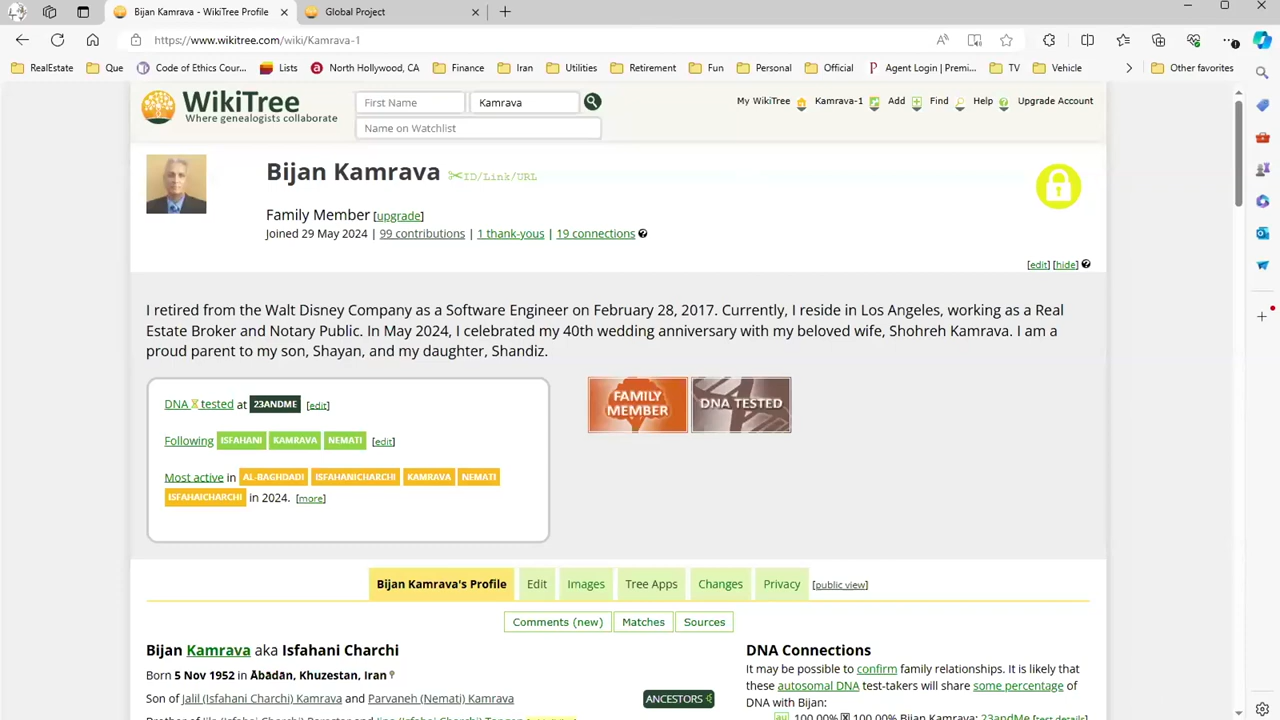 Bijan Kamrava - WikiTree Profile
Global Project
https://www.wikitree.com/wiki/Kamrava-1
RealEstate Que Code of Ethics Cour... Lists North Hollywood, CA Finance Iran Utilities Retirement Fun Personal Official Agent Login | Premi... TV Vehicle Other favorites
WikiTree
Where genealogists collaborate
First Name Kamrava
Name on Watchlist
My WikiTree Kamrava-1 Add Find Help Upgrade Account
Bijan Kamrava ID/Link/URL
Family Member [upgrade]
Joined 29 May 2024 | 99 contributions | 1 thank-yous | 19 connections
[edit] [hide]
I retired from the Walt Disney Company as a Software Engineer on February 28, 2017. Currently, I reside in Los Angeles, working as a Real
Estate Broker and Notary Public. In May 2024, I celebrated my 40th wedding anniversary with my beloved wife, Shohreh Kamrava. I am a
proud parent to my son, Shayan, and my daughter, Shandiz.
DNA tested at 23ANDME [edit]
Following ISFAHANI KAMRAVA NEMATI [edit]
Most active in AL-BAGHDADI ISFAHANICHARCHI KAMRAVA NEMATI
ISFAHAICHARCHI in 2024. [more]
FAMILY
MEMBER
DNA TESTED
Bijan Kamrava's Profile Edit Images Tree Apps Changes Privacy [public view]
Comments (new) Matches Sources
Bijan Kamrava aka Isfahani Charchi
Born 5 Nov 1952 in Ābādān, Khuzestan, Iran
Son of Jalil (Isfahani Charchi) Kamrava and Parvaneh (Nemati) Kamrava
ANCESTORS
DNA Connections
It may be possible to confirm family relationships. It is likely that
these autosomal DNA test-takers will share some percentage of
DNA with Bijan:
au 100.00% 100.00% Bijan Kamrava: 23andMe [test details]